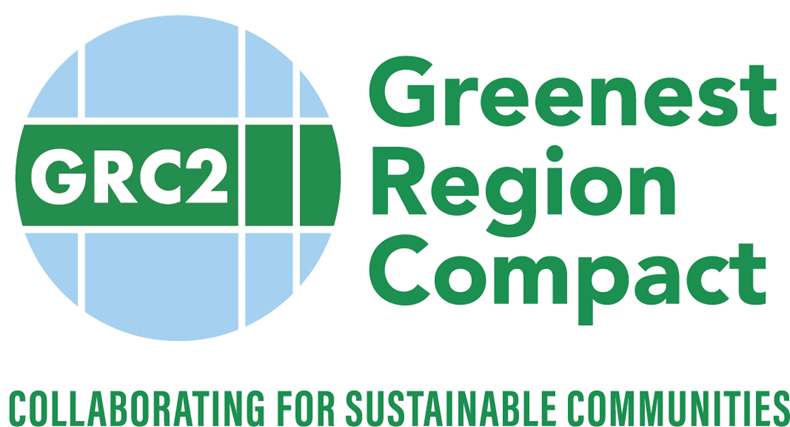 GRC2
Greenest
Region
Compact
COLLABORATING FOR SUSTAINABLE COMMUNITIES